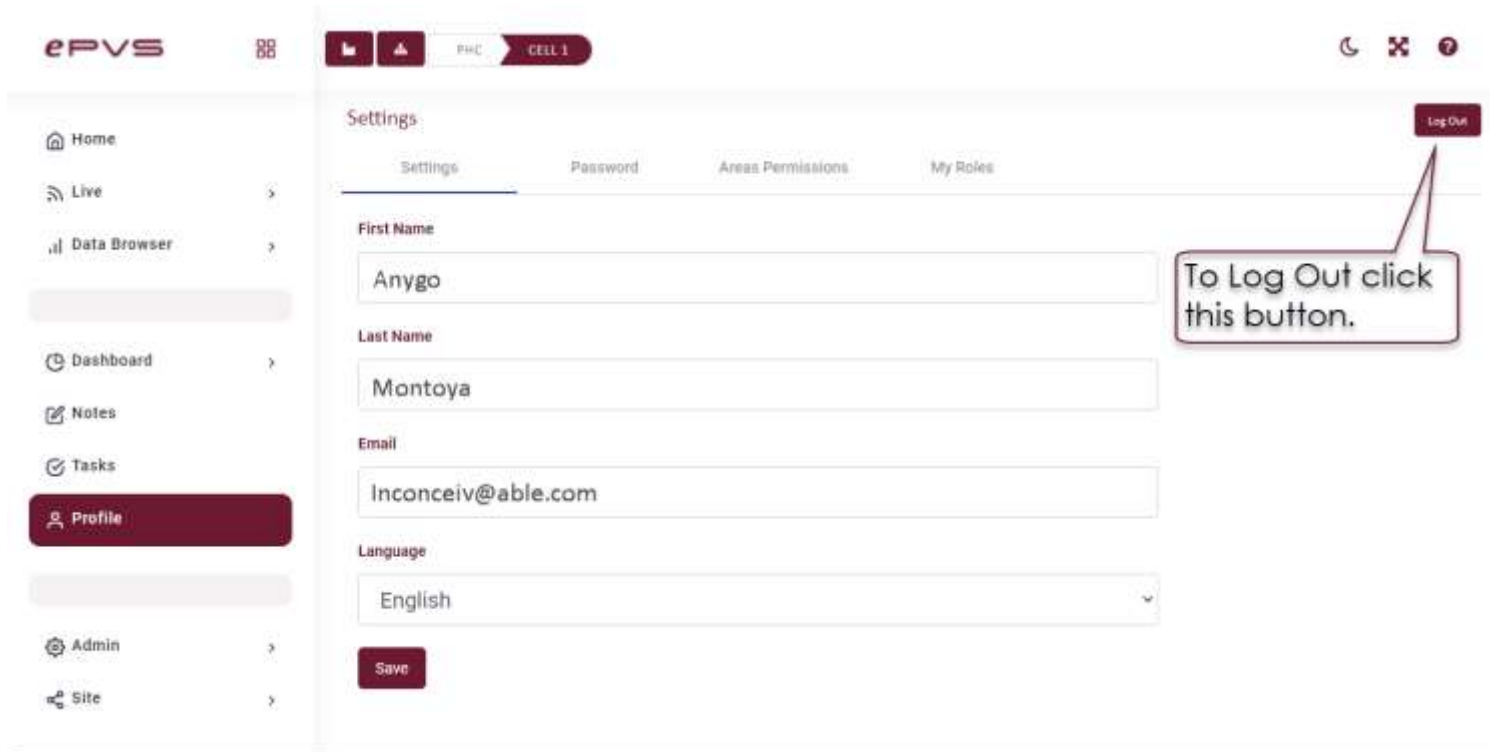 ePVS
PHC
CELL 1
Home
Live
Data Browser
Dashboard
Notes
Tasks
Profile
Admin
Site
Settings
Log Out
Settings
Password
Areas Permissions
My Roles
First Name
Anygo
Last Name
Montoya
Email
Inconceiv@able.com
Language
English
Save
To Log Out click
this button.